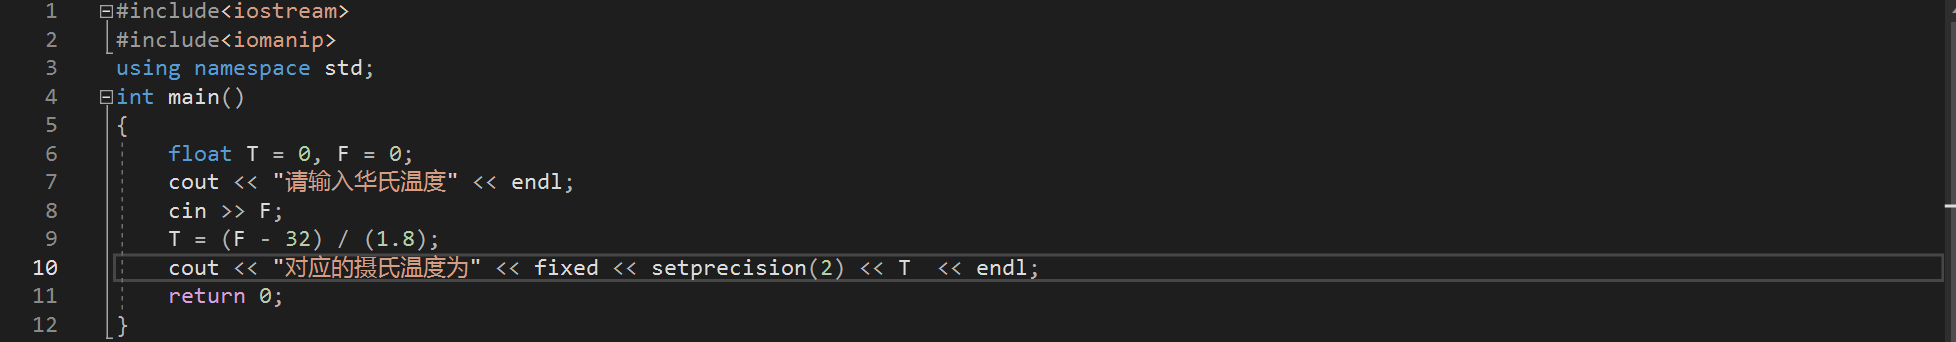 1 #include<iostream>
2 #include<iomanip>
3 using namespace std;
4 int main()
5 {
6 float T = 0, F = 0;
7 cout << "请输入华氏温度" << endl;
8 cin >> F;
9 T = (F - 32) / (1.8);
10 cout << "对应的摄氏温度为" << fixed << setprecision(2) << T  << endl;
11 return 0;
12 }